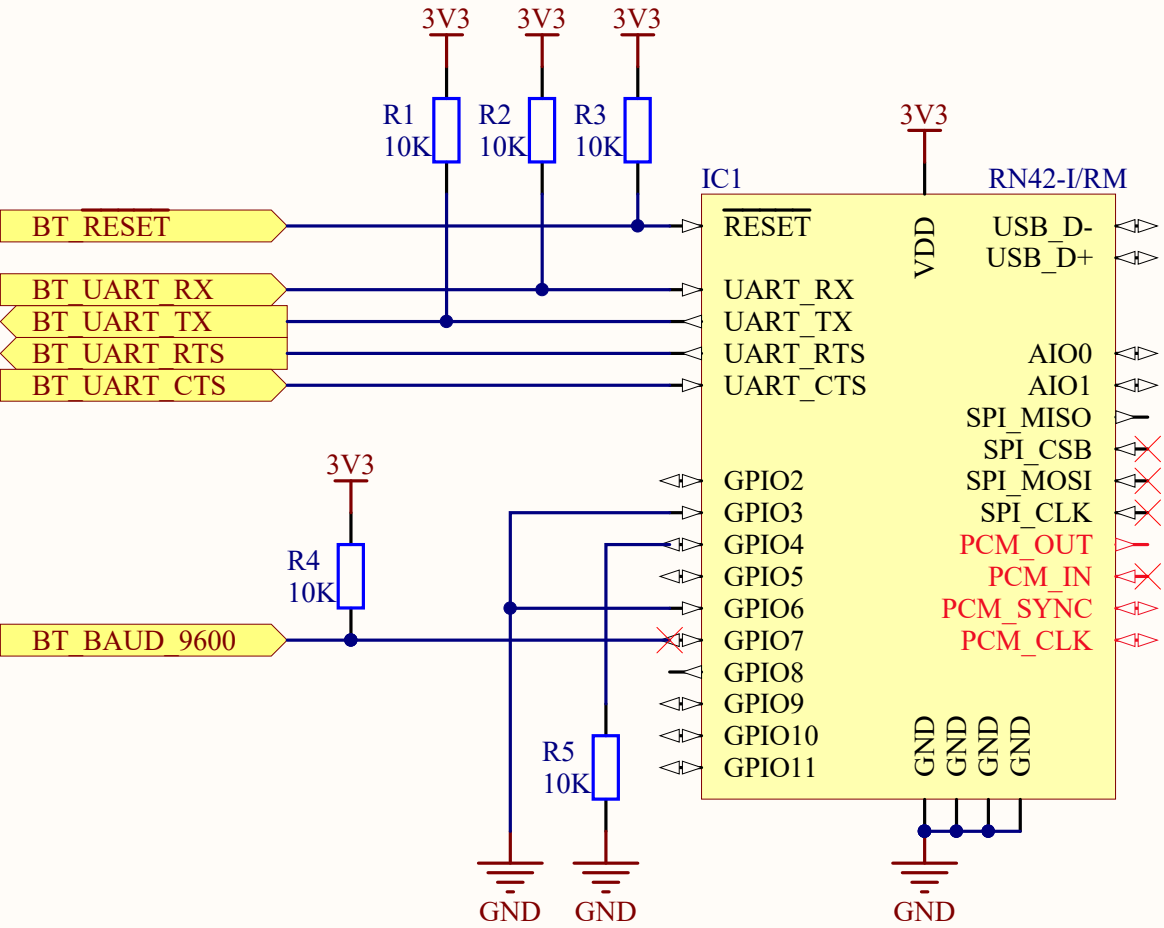 3V3 3V3 3V3
R1 R2 R3
10K 10K 10K
3V3
IC1 RN42-I/RM
BT_RESET RESET VDD USB_D-
USB_D+
BT_UART_RX UART_RX
BT_UART_TX UART_TX
BT_UART_RTS UART_RTS AIO0
BT_UART_CTS UART_CTS AIO1
SPI_MISO
SPI_CSB
3V3 GPIO2 SPI_MOSI
GPIO3 SPI_CLK
GPIO4 PCM_OUT
R4
10K
GPIO5 PCM_IN
GPIO6 PCM_SYNC
BT_BAUD_9600 GPIO7 PCM_CLK
GPIO8
GPIO9
GPIO10
GPIO11
R5
10K
GND GND GND GND
GND GND GND